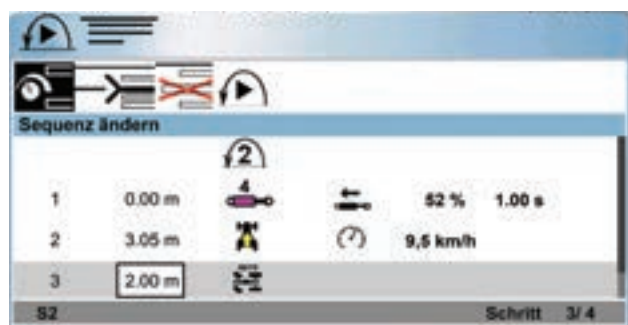 Sequenz ändern
2
4
1 0.00 m 52 % 1.00 s
2 3.05 m 9,5 km/h
3 2.00 m
S2 Schritt 3/ 4